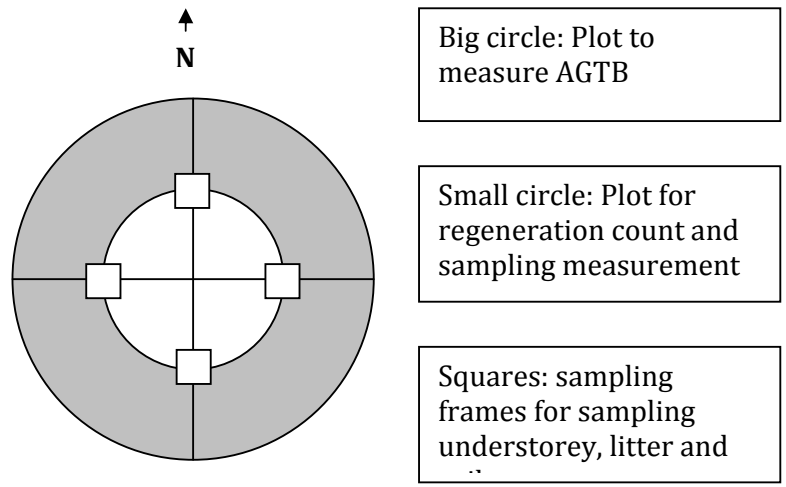 N
Big circle: Plot to
measure AGTB
Small circle: Plot for
regeneration count and
sampling measurement
Squares: sampling
frames for sampling
understorey, litter and